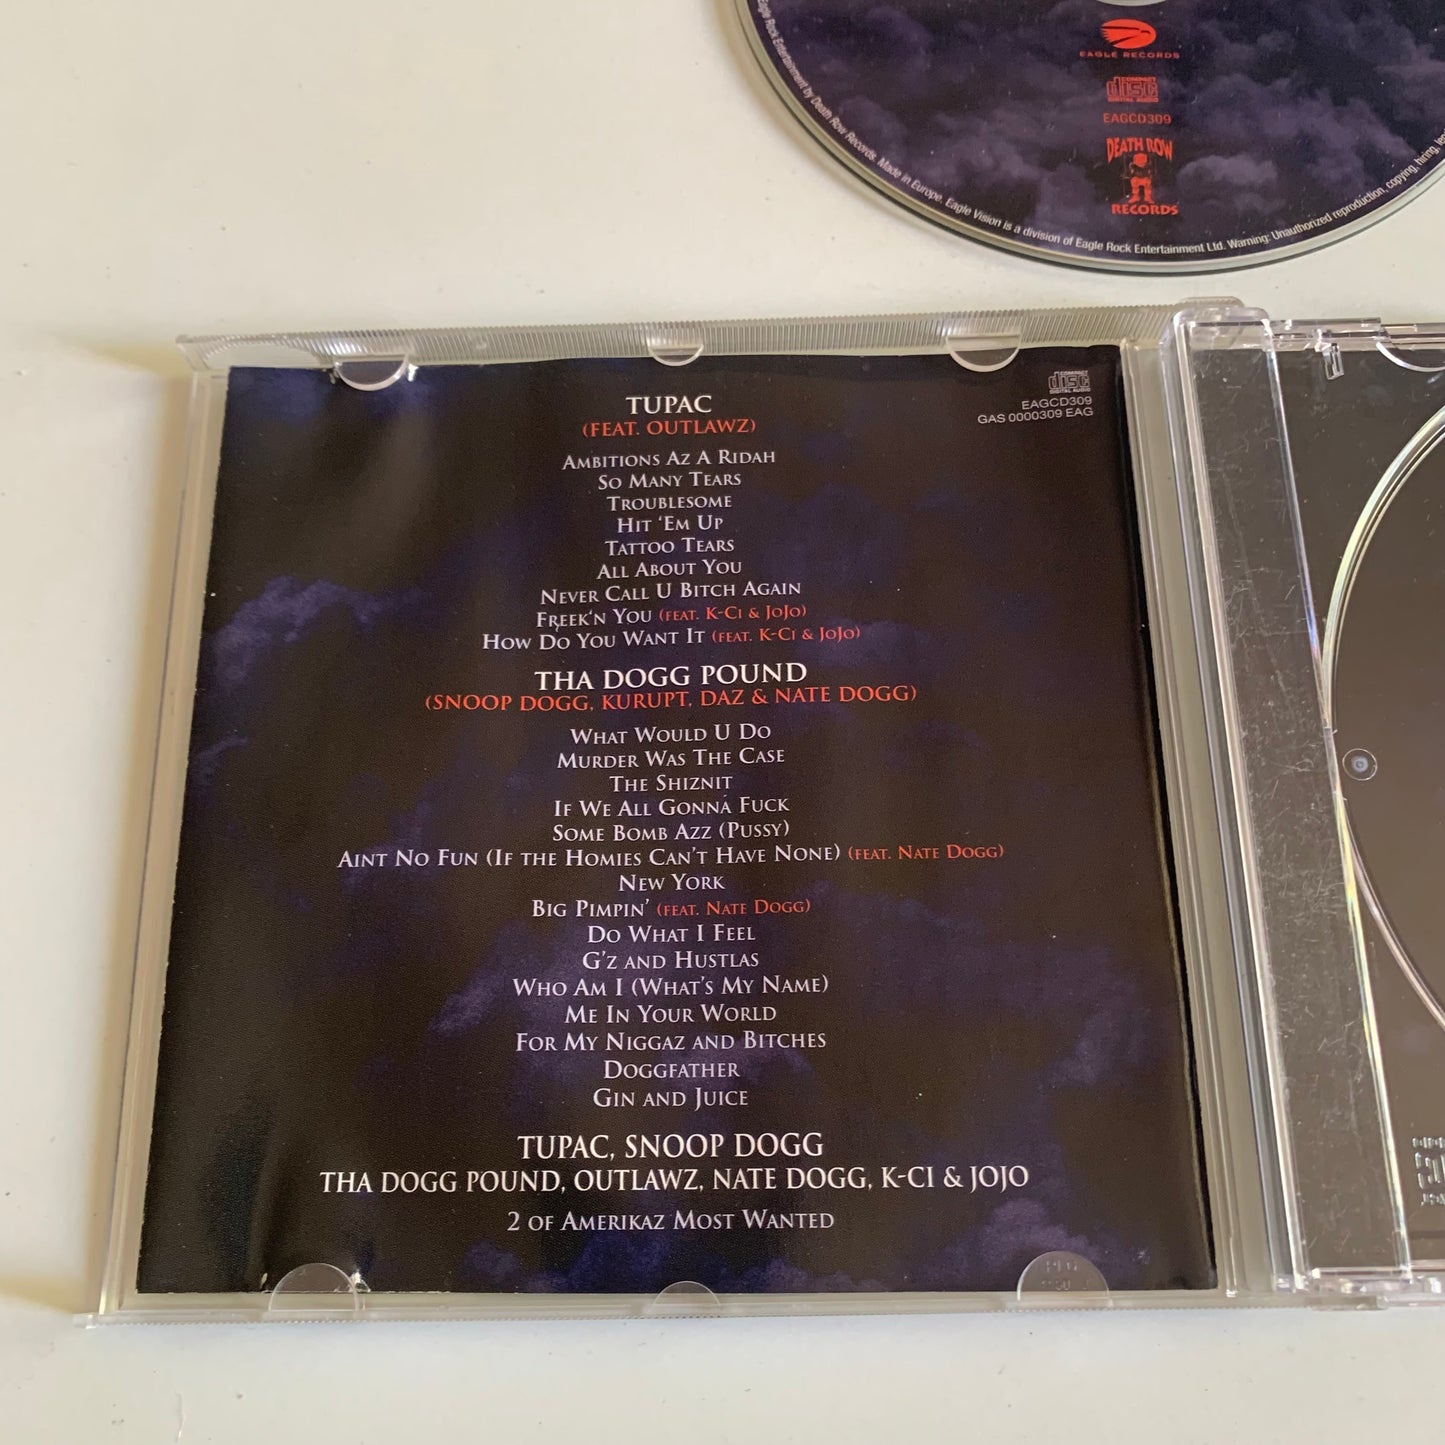 EAGLE RECORDS
COMPACT
disc
DIGITAL AUDIO
EAGCD309
DEATH ROW
RECORDS
Eagle Rock Entertainment by Death Row Records. Made in Europe. Eagle Vision is a division of Eagle Rock Entertainment Ltd. Warning: Unauthorized reproduction, copying, hiring,
COMPACT
disc
DIGITAL AUDIO
EAGCD309
GAS 0000309 EAG
TUPAC
(FEAT. OUTLAWZ)
AMBITIONS AZ A RIDAH
SO MANY TEARS
TROUBLESOME
HIT ‘EM UP
TATTOO TEARS
ALL ABOUT YOU
NEVER CALL U BITCH AGAIN
FREEK‘N YOU (FEAT. K-CI & JOJO)
HOW DO YOU WANT IT (FEAT. K-CI & JOJO)
THA DOGG POUND
(SNOOP DOGG, KURUPT, DAZ & NATE DOGG)
WHAT WOULD U DO
MURDER WAS THE CASE
THE SHIZNIT
IF WE ALL GONNA FUCK
SOME BOMB AZZ (PUSSY)
AINT NO FUN (IF THE HOMIES CAN’T HAVE NONE) (FEAT. NATE DOGG)
NEW YORK
BIG PIMPIN’ (FEAT. NATE DOGG)
DO WHAT I FEEL
G’Z AND HUSTLAS
WHO AM I (WHAT’S MY NAME)
ME IN YOUR WORLD
FOR MY NIGGAZ AND BITCHES
DOGGFATHER
GIN AND JUICE
TUPAC, SNOOP DOGG
THA DOGG POUND, OUTLAWZ, NATE DOGG, K-CI & JOJO
2 OF AMERIKAZ MOST WANTED